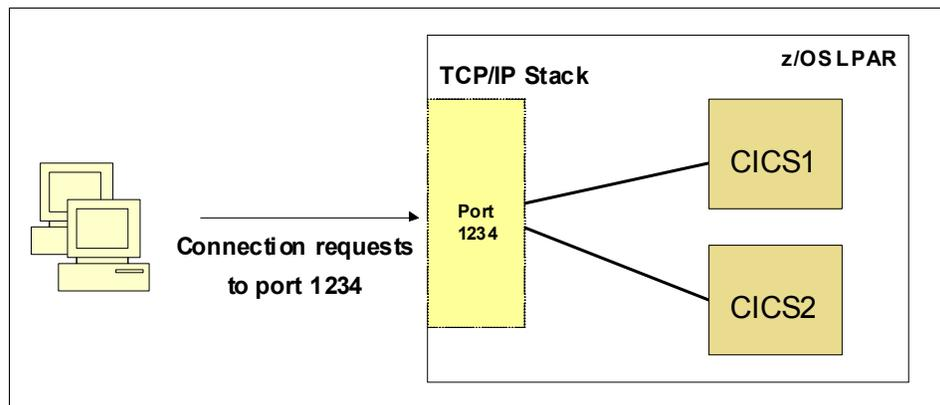 z/OS LPAR
TCP/IP Stack
CICS1
Port
1234
Connection requests
to port 1234
CICS2